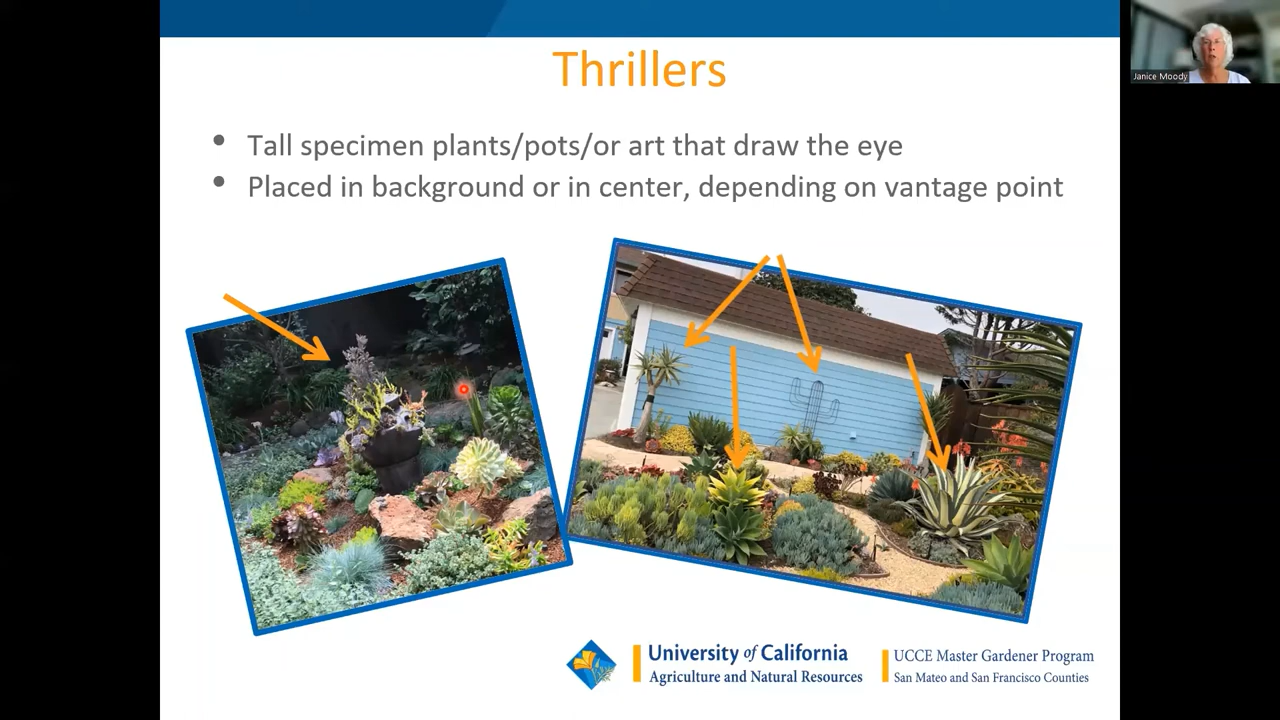 Thrillers
• Tall specimen plants/pots/or art that draw the eye
• Placed in background or in center, depending on vantage point
Janice Moody
University of California
Agriculture and Natural Resources
UCCE Master Gardener Program
San Mateo and San Francisco Counties